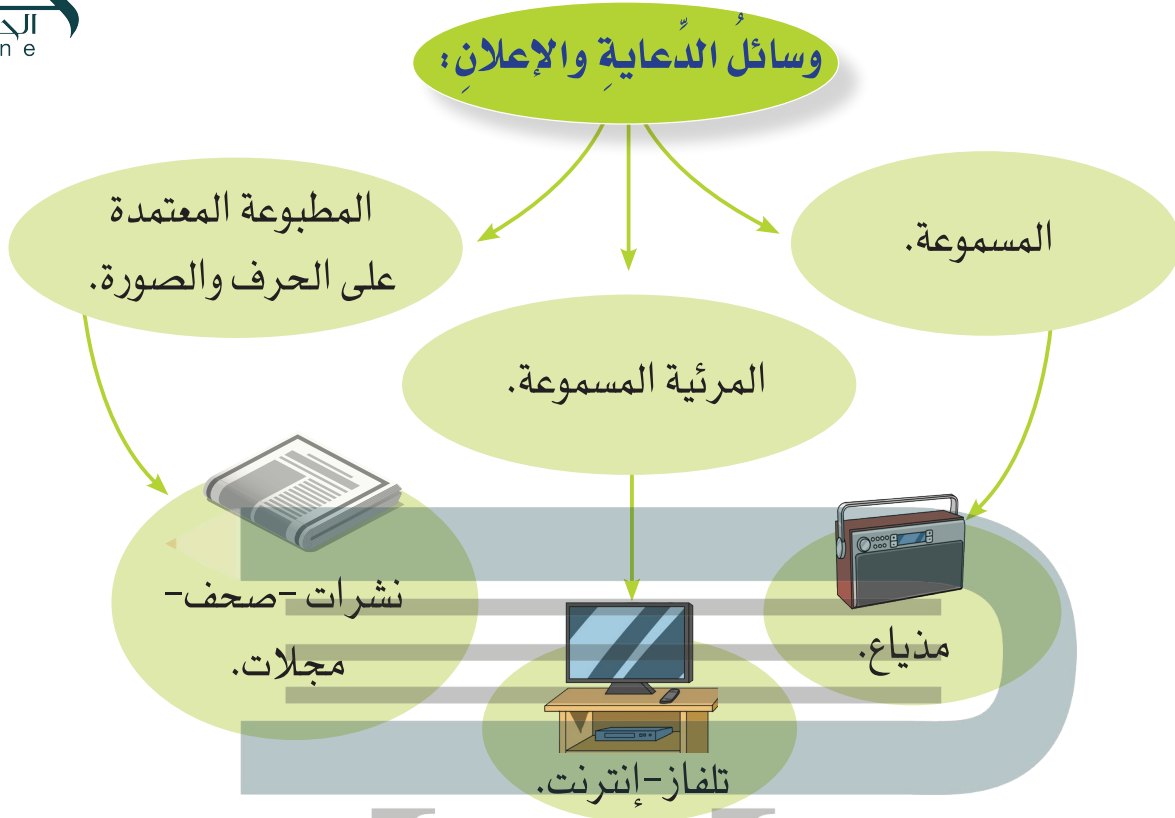 وسائلُ الدِّعايةِ والإعلانِ:
المسموعة.
المرئية المسموعة.
المطبوعة المعتمدة
على الحرف والصورة.
مذياع.
تلفاز-إنترنت.
نشرات -صحف-
مجلات.